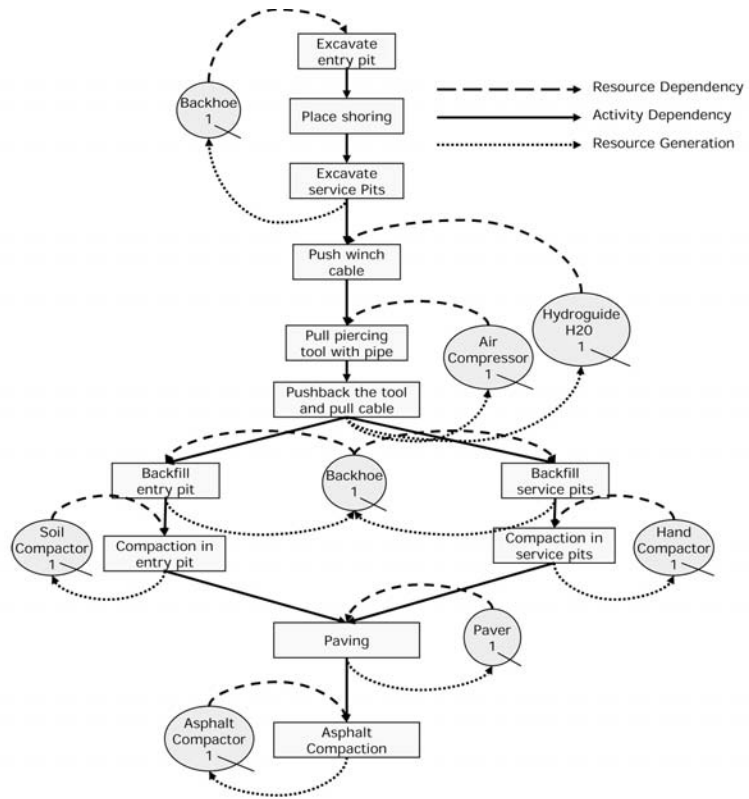 Excavate
entry pit
Backhoe
1
Resource Dependency
Place shoring
Activity Dependency
Resource Generation
Excavate
service Pits
Push winch
cable
Hydroguide
H20
1
Pull piercing
tool with pipe
Air
Compressor
1
Pushback the tool
and pull cable
Backfill
entry pit
Backhoe
1
Backfill
service pits
Soil
Compactor
1
Compaction in
entry pit
Compaction in
service pits
Hand
Compactor
1
Paving
Paver
1
Asphalt
Compactor
1
Asphalt
Compaction